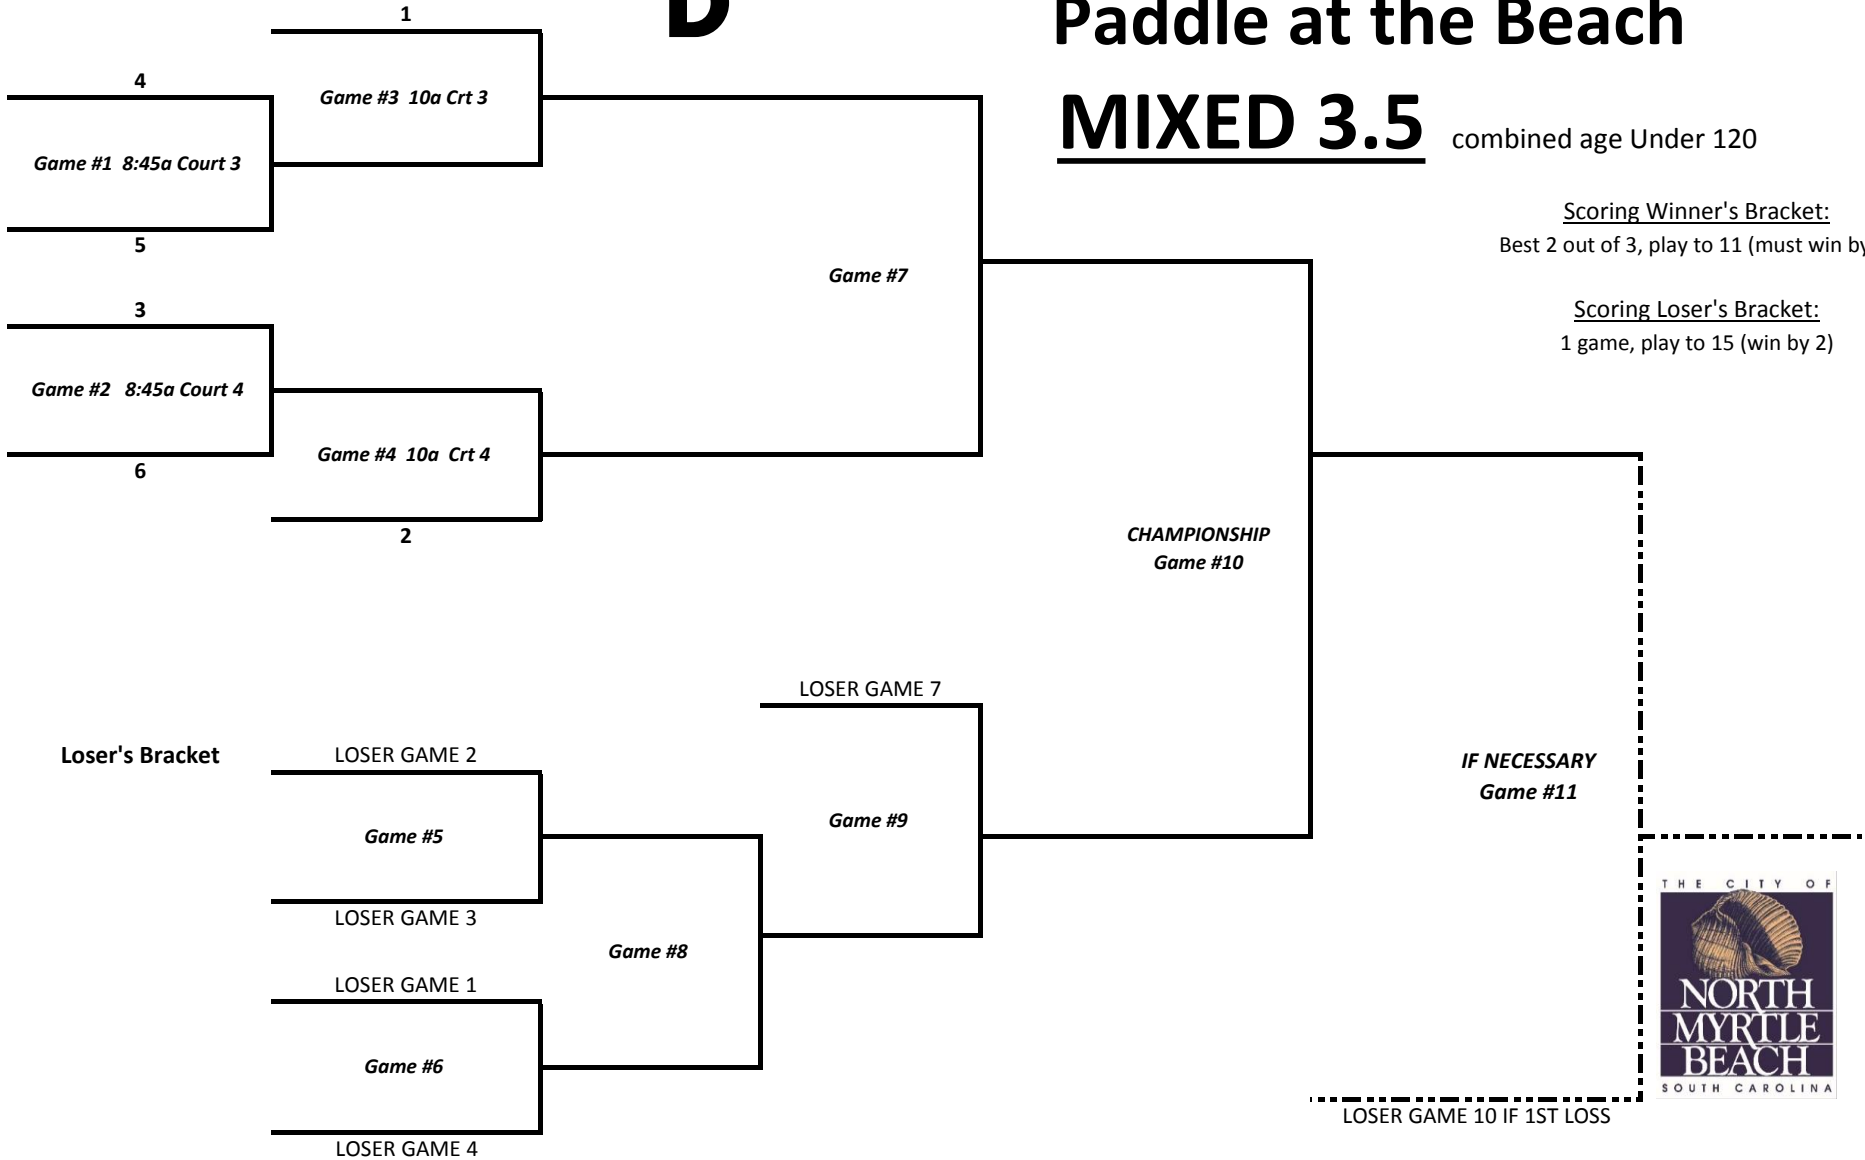 D
Paddle at the Beach
MIXED 3.5 combined age Under 120
Scoring Winner's Bracket:
Best 2 out of 3, play to 11 (must win by
Scoring Loser's Bracket:
1 game, play to 15 (win by 2)
1
Game #3 10a Crt 3
4
Game #1 8:45a Court 3
5
Game #7
3
Game #2 8:45a Court 4
6
Game #4 10a Crt 4
2
CHAMPIONSHIP
Game #10
LOSER GAME 7
Loser's Bracket
LOSER GAME 2
Game #5
LOSER GAME 3
Game #9
IF NECESSARY
Game #11
Game #8
LOSER GAME 1
Game #6
LOSER GAME 4
LOSER GAME 10 IF 1ST LOSS
THE CITY OF
NORTH
MYRTLE
BEACH
SOUTH CAROLINA